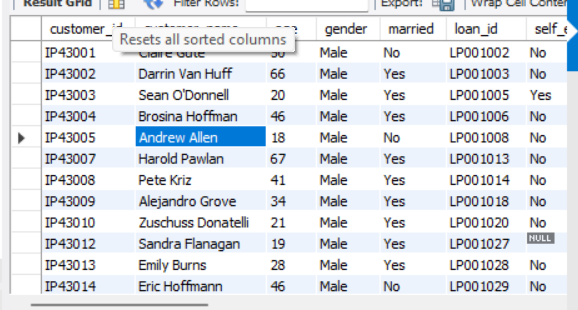 Result Grid Filter Rows: Export: Wrap Cell Conten
customer_id gender married loan_id self_e
Resets all sorted columns
IP43001 Claire Gute Male No LP001002 No
IP43002 Darrin Van Huff 66 Male Yes LP001003 No
IP43003 Sean O'Donnell 20 Male Yes LP001005 Yes
IP43004 Brosina Hoffman 46 Male Yes LP001006 No
IP43005 Andrew Allen 18 Male No LP001008 No
IP43007 Harold Pawlan 67 Male Yes LP001013 No
IP43008 Pete Kriz 41 Male Yes LP001014 No
IP43009 Alejandro Grove 34 Male Yes LP001018 No
IP43010 Zuschuss Donatelli 21 Male Yes LP001020 No
IP43012 Sandra Flanagan 19 Male Yes LP001027 NULL
IP43013 Emily Burns 28 Male Yes LP001028 No
IP43014 Eric Hoffmann 46 Male No LP001029 No